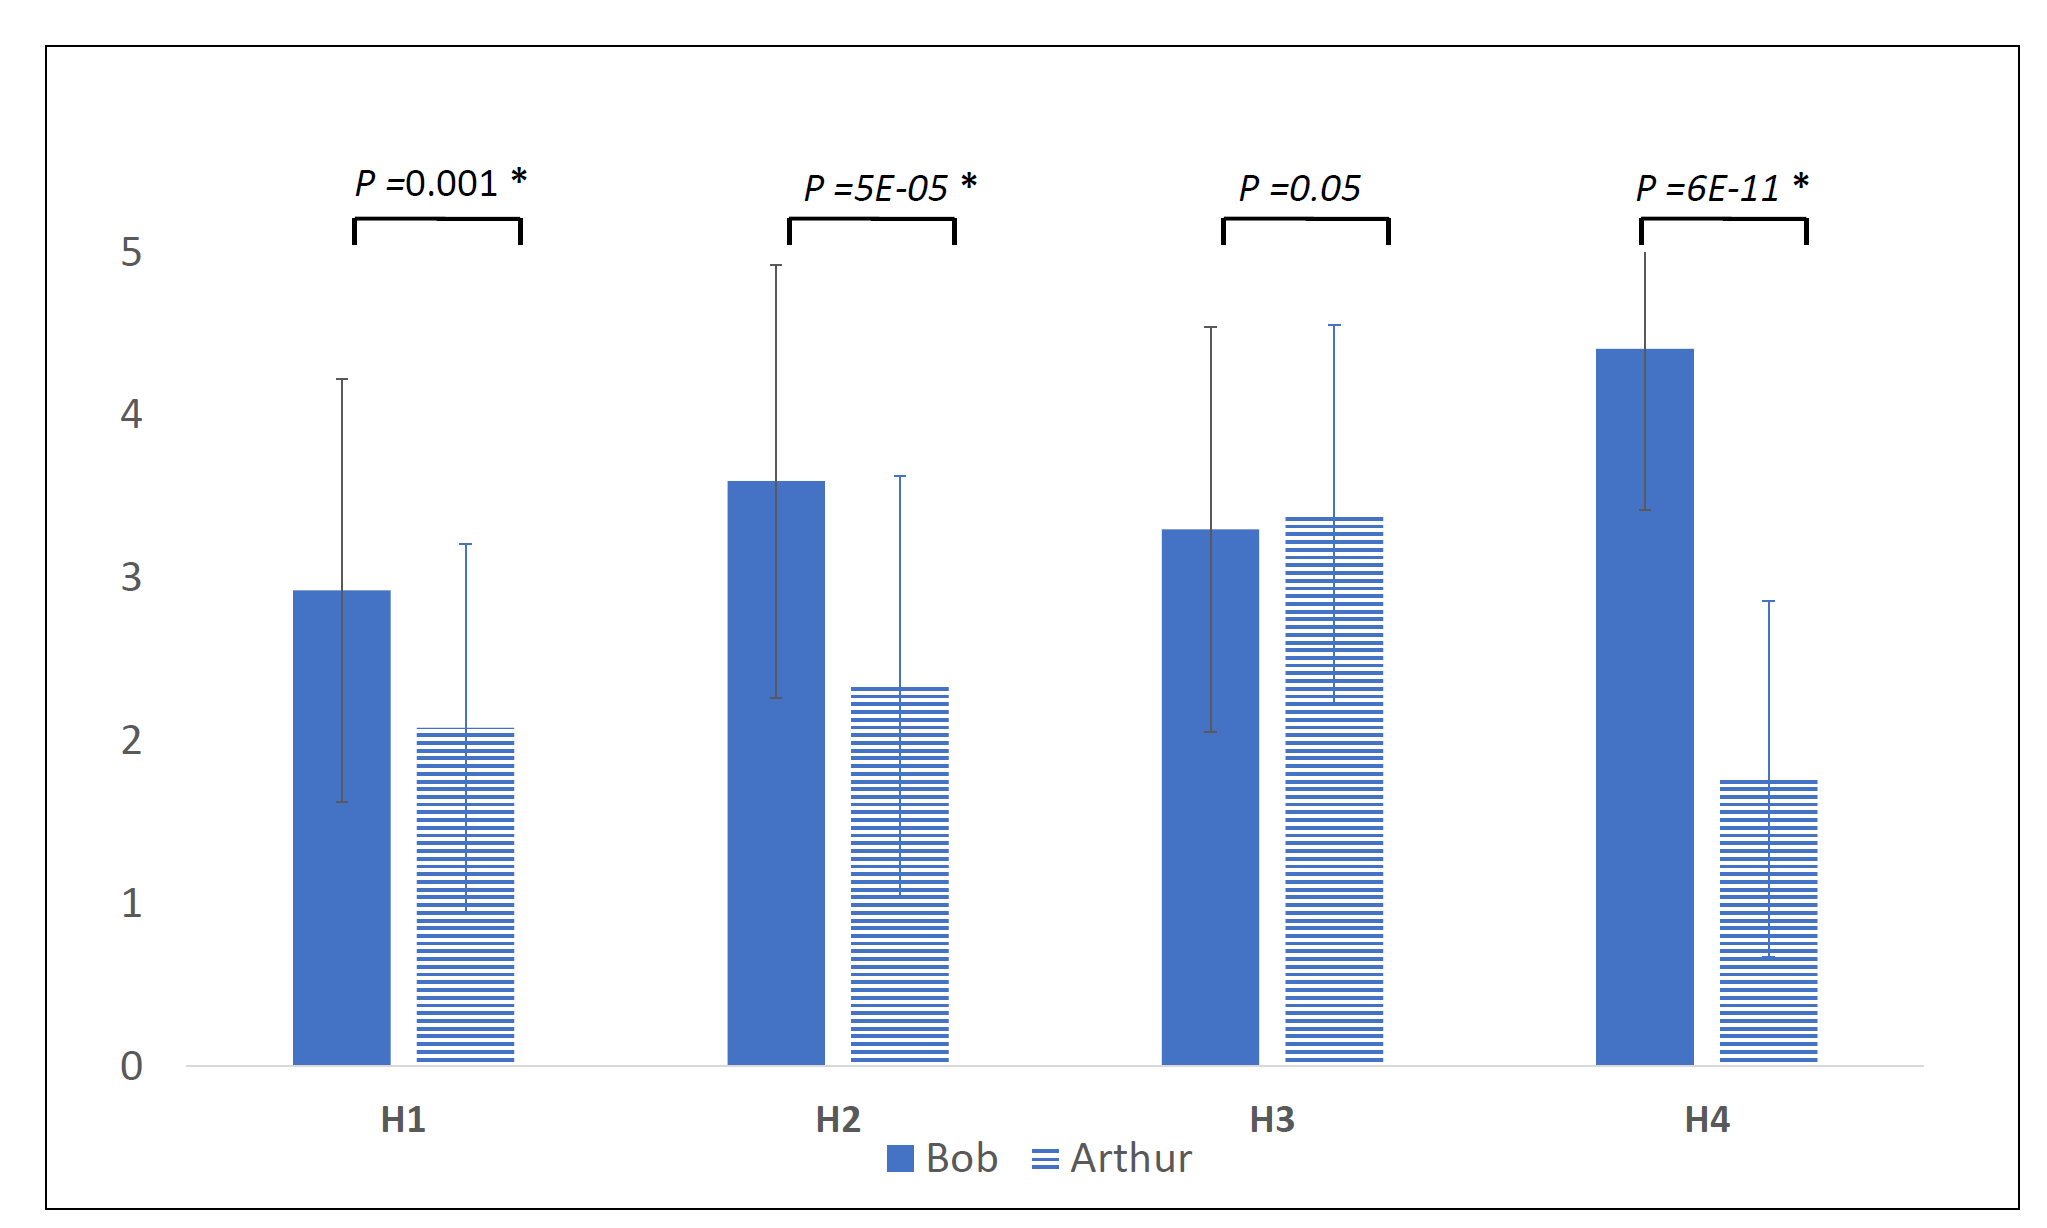 P =0.001 *
P =5E-05 *
P =0.05
P =6E-11 *
5
4
3
2
1
0
H1 H2 H3 H4
Bob Arthur